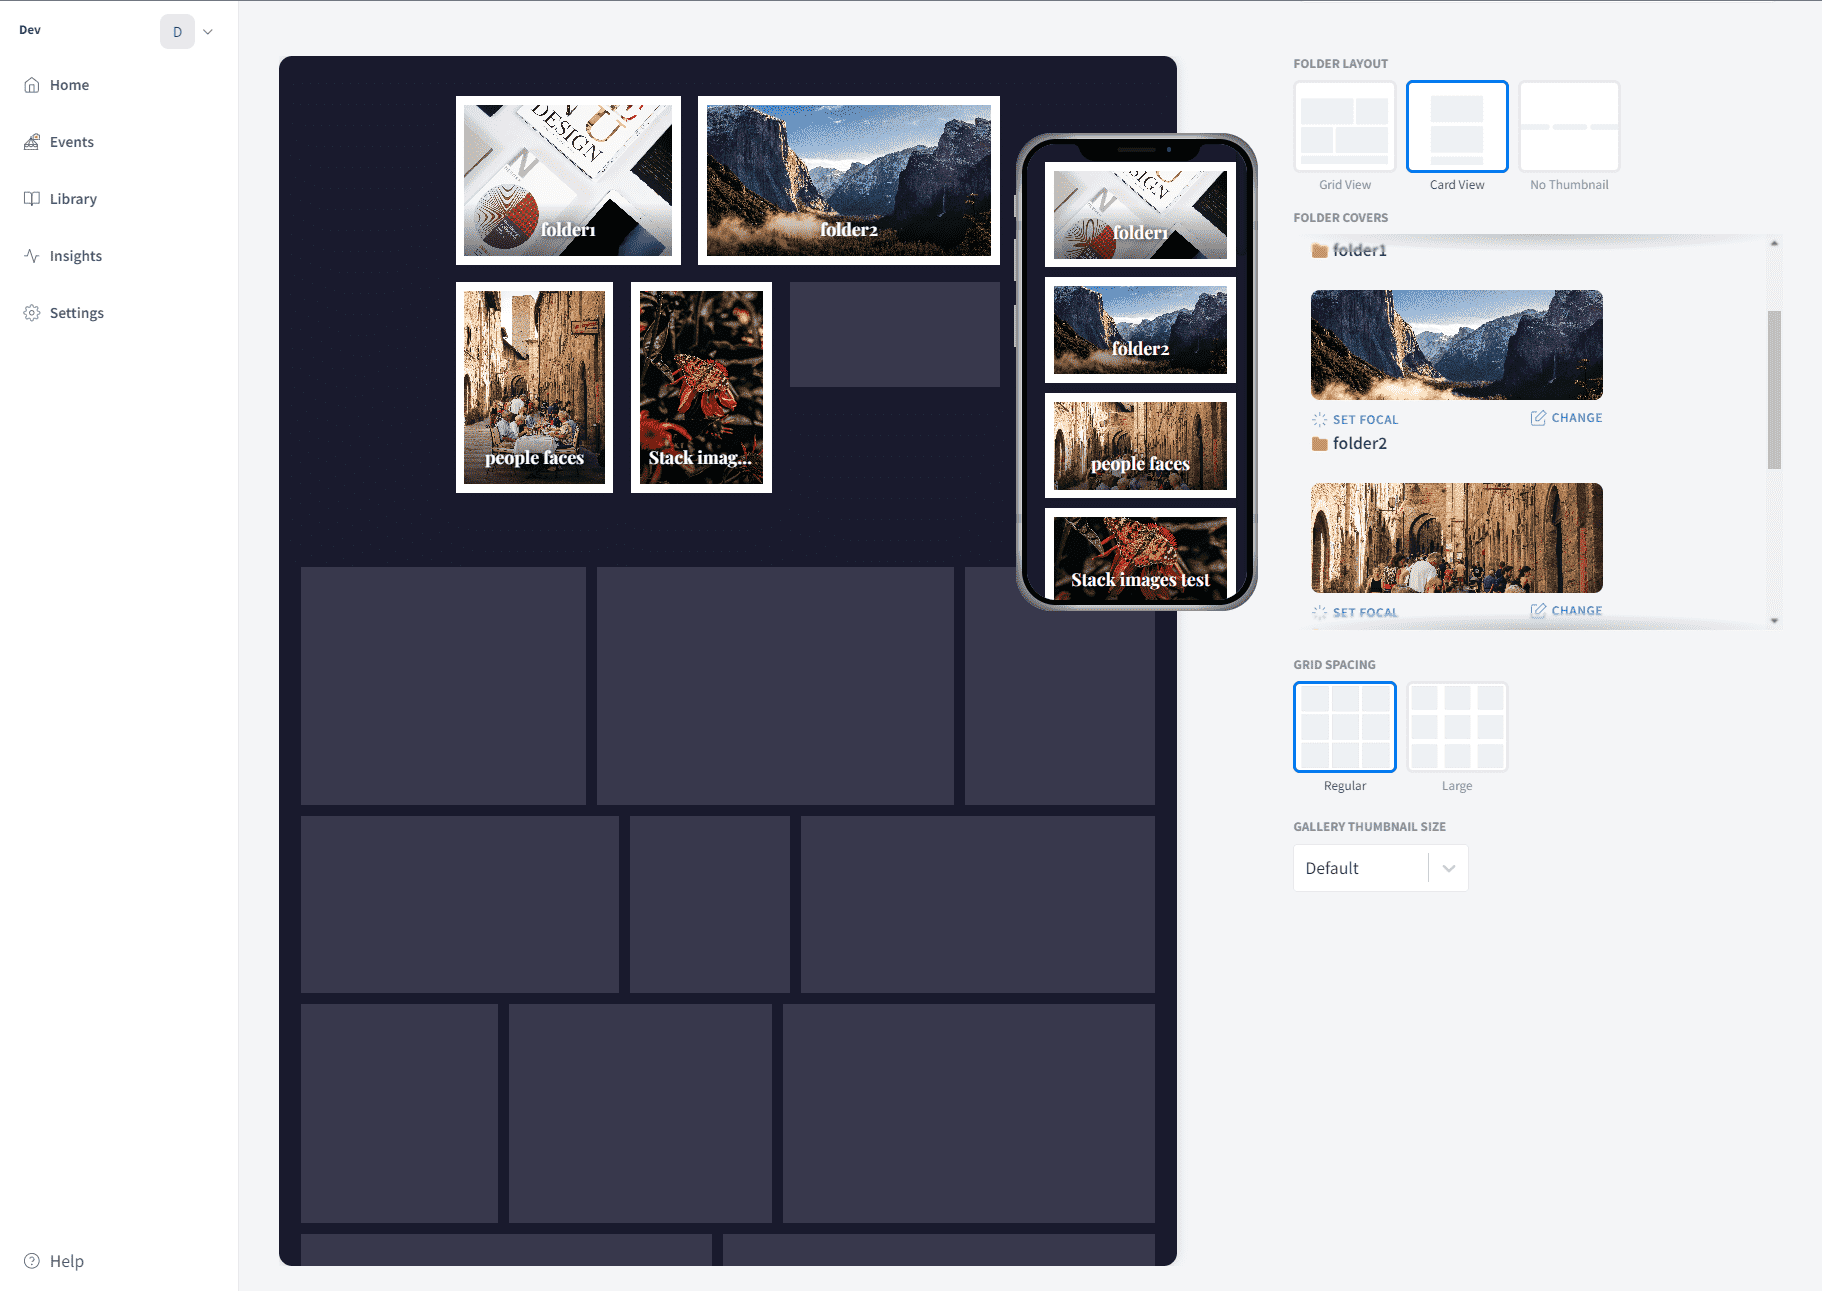 Dev
D
Home
Events
Library
Insights
Settings
Help
DESIGN
N
folder1
folder2
people faces
Stack imag...
SIGN
N
folder1
folder2
people faces
Stack images test
FOLDER LAYOUT
Grid View
Card View
No Thumbnail
FOLDER COVERS
folder1
SET FOCAL
CHANGE
folder2
SET FOCAL
CHANGE
GRID SPACING
Regular
Large
GALLERY THUMBNAIL SIZE
Default